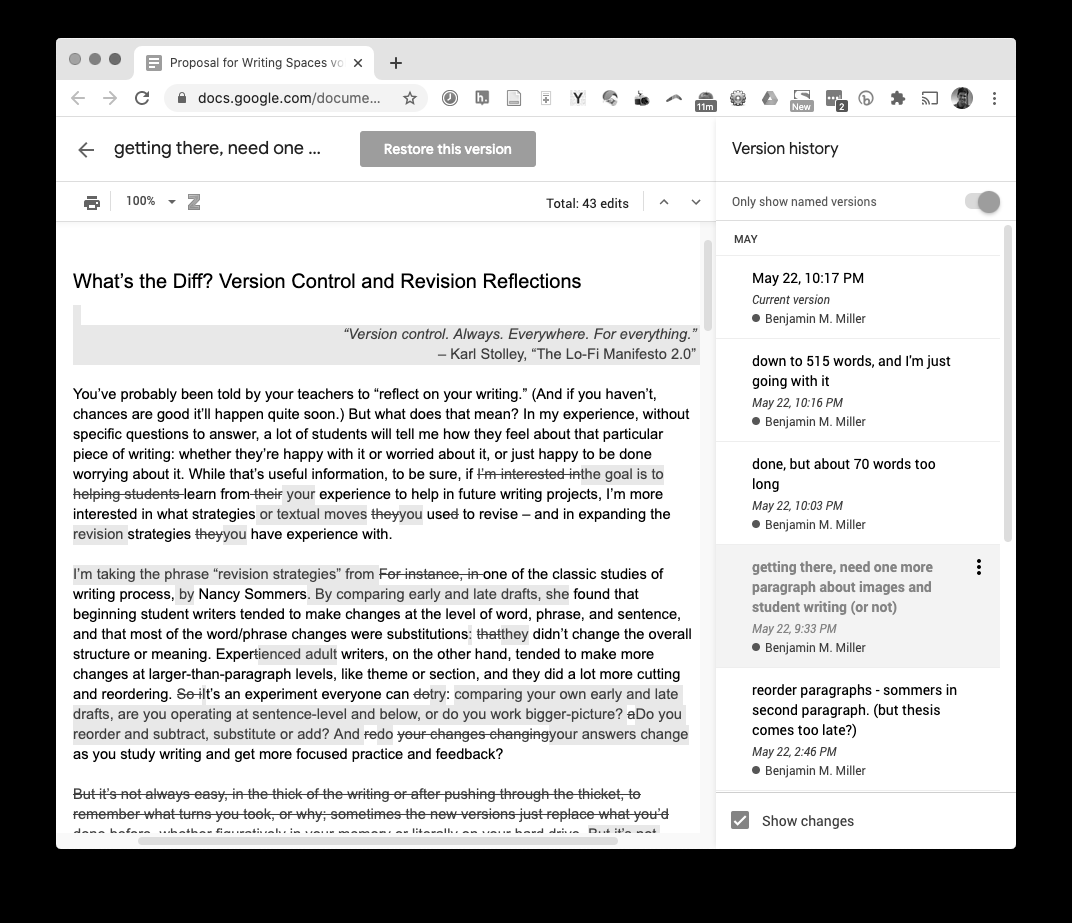 Proposal for Writing Spaces vo
docs.google.com/docume...
Y
11m
New
2
getting there, need one ...
Restore this version
Version history
100%
Total: 43 edits
Only show named versions
What's the Diff? Version Control and Revision Reflections
“Version control. Always. Everywhere. For everything.”
– Karl Stolley, “The Lo-Fi Manifesto 2.0”
You've probably been told by your teachers to “reflect on your writing.” (And if you haven't,
chances are good it'll happen quite soon.) But what does that mean? In my experience, without
specific questions to answer, a lot of students will tell me how they feel about that particular
piece of writing: whether they're happy with it or worried about it, or just happy to be done
worrying about it. While that's useful information, to be sure, if I'm interested inthe goal is to
helping students learn from their your experience to help in future writing projects, I'm more
interested in what strategies or textual moves theyyou used to revise – and in expanding the
revision strategies theyyou have experience with.
I'm taking the phrase “revision strategies” from For instance, in one of the classic studies of
writing process, by Nancy Sommers. By comparing early and late drafts, she found that
beginning student writers tended to make changes at the level of word, phrase, and sentence,
and that most of the word/phrase changes were substitutions: thatthey didn't change the overall
structure or meaning. Expertienced adult writers, on the other hand, tended to make more
changes at larger-than-paragraph levels, like theme or section, and they did a lot more cutting
and reordering. So iIt's an experiment everyone can dotry: comparing your own early and late
drafts, are you operating at sentence-level and below, or do you work bigger-picture? aDo you
reorder and subtract, substitute or add? And redo your changes changingyour answers change
as you study writing and get more focused practice and feedback?
But it's not always easy, in the thick of the writing or after pushing through the thicket, to
remember what turns you took, or why; sometimes the new versions just replace what you'd
done before, whether figuratively in your memory or literally on your hard drive. But it's not
MAY
May 22, 10:17 PM
Current version
Benjamin M. Miller
down to 515 words, and I'm just
going with it
May 22, 10:16 PM
Benjamin M. Miller
done, but about 70 words too
long
May 22, 10:03 PM
Benjamin M. Miller
getting there, need one more
paragraph about images and
student writing (or not)
May 22, 9:33 PM
Benjamin M. Miller
reorder paragraphs - sommers in
second paragraph. (but thesis
comes too late?)
May 22, 2:46 PM
Benjamin M. Miller
Show changes